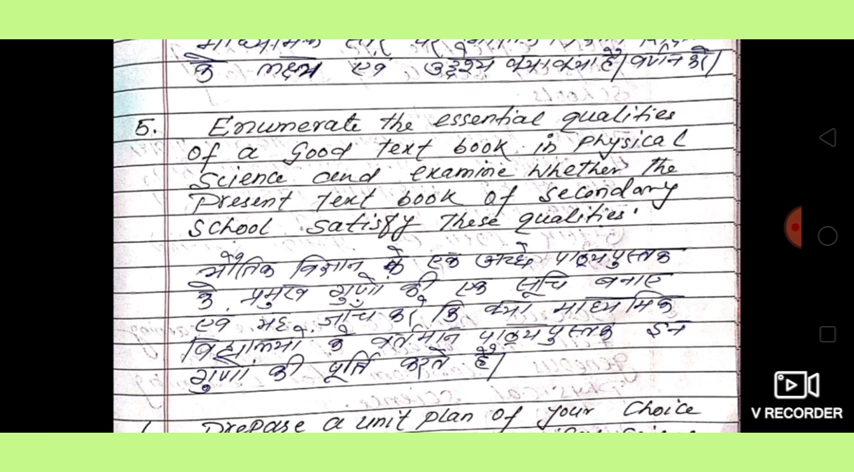 के लक्ष्य एवं उद्देश्य क्या क्या है। वर्णन करें।
5. Enumerate the essential qualities
of a Good text book in physical
Science and examine whether the
Present text book of secondary
School satisfy these qualities.
भौतिक विज्ञान के एक अच्छे पाठ्यपुस्तक
के प्रमुख गुणों की एक सूचि बनाए
एवं यह जाँच करें कि क्या माध्यमिक
विद्यालयों के वर्तमान पाठ्यपुस्तक इन
गुणों की पूर्ति करते हैं।
Prepare a unit plan of your choice
V RECORDER